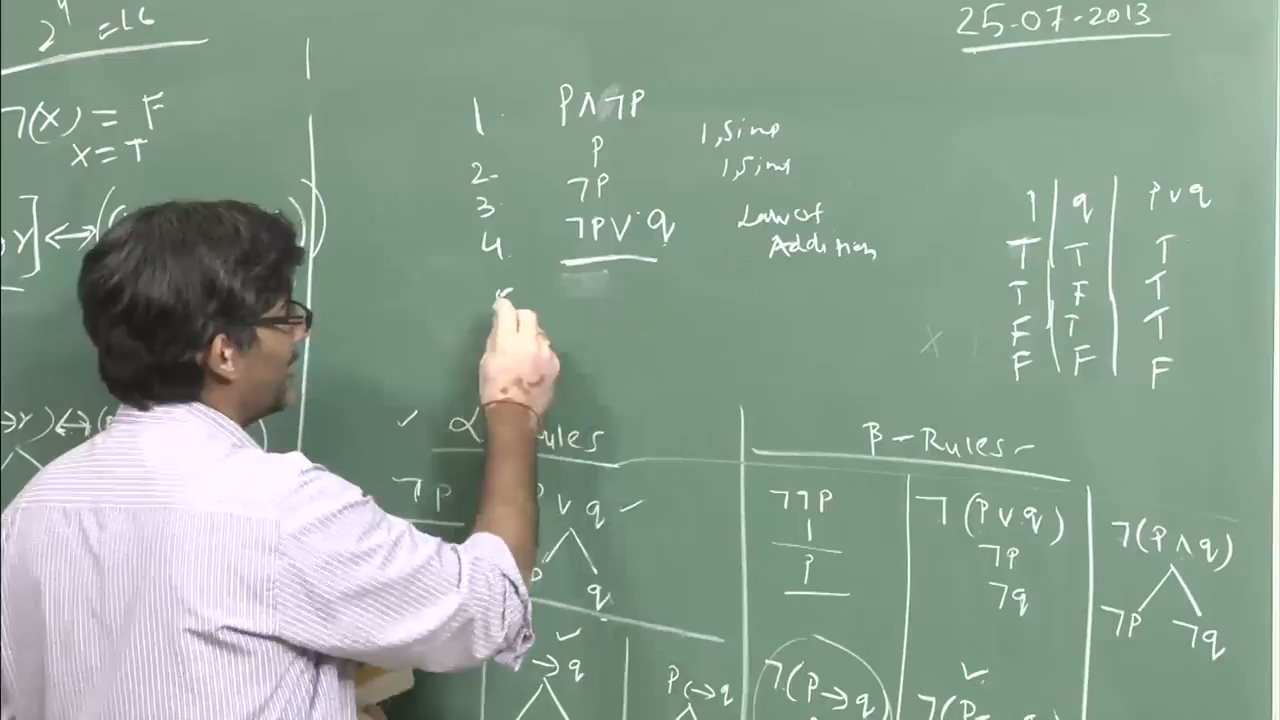 2⁴ = 16
25-07-2013
¬(X) = F
X = T
Y] ↔ (
1. P∧¬P
2. P 1, Simp
3. ¬P 1, Simp
4. ¬P∨q Law of Addition
q P∨q
T T T
T F T
F T T
F F F
→Y) ↔ (
Rules
β-Rules
¬P
P∨q
q
¬¬P
P
¬(P∨q)
¬P
¬q
¬(P∧q)
¬P ¬q
→q
P↔q
¬(P→q)